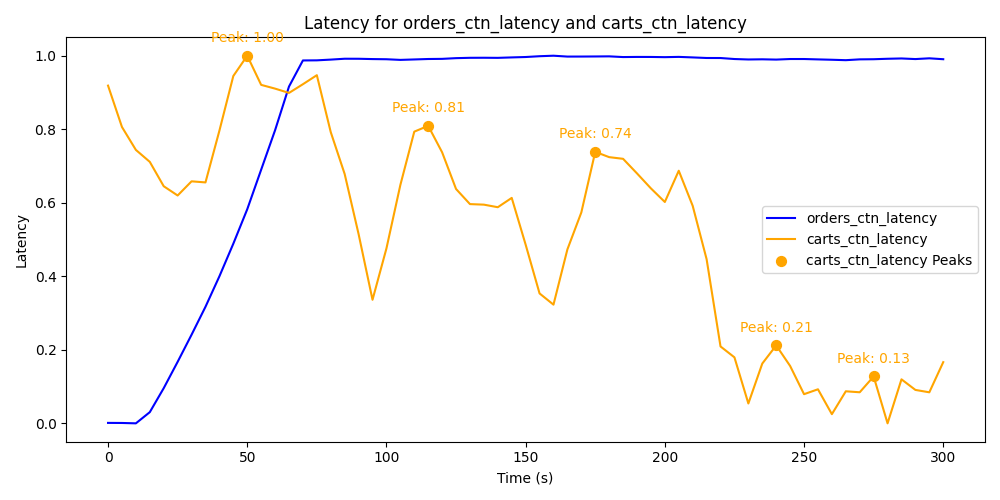 Latency for orders_ctn_latency and carts_ctn_latency
Peak: 1.00
Peak: 0.81
Peak: 0.74
Peak: 0.21
Peak: 0.13
orders_ctn_latency
carts_ctn_latency
carts_ctn_latency Peaks
Latency
1.0
0.8
0.6
0.4
0.2
0.0
0 50 100 150 200 250 300
Time (s)